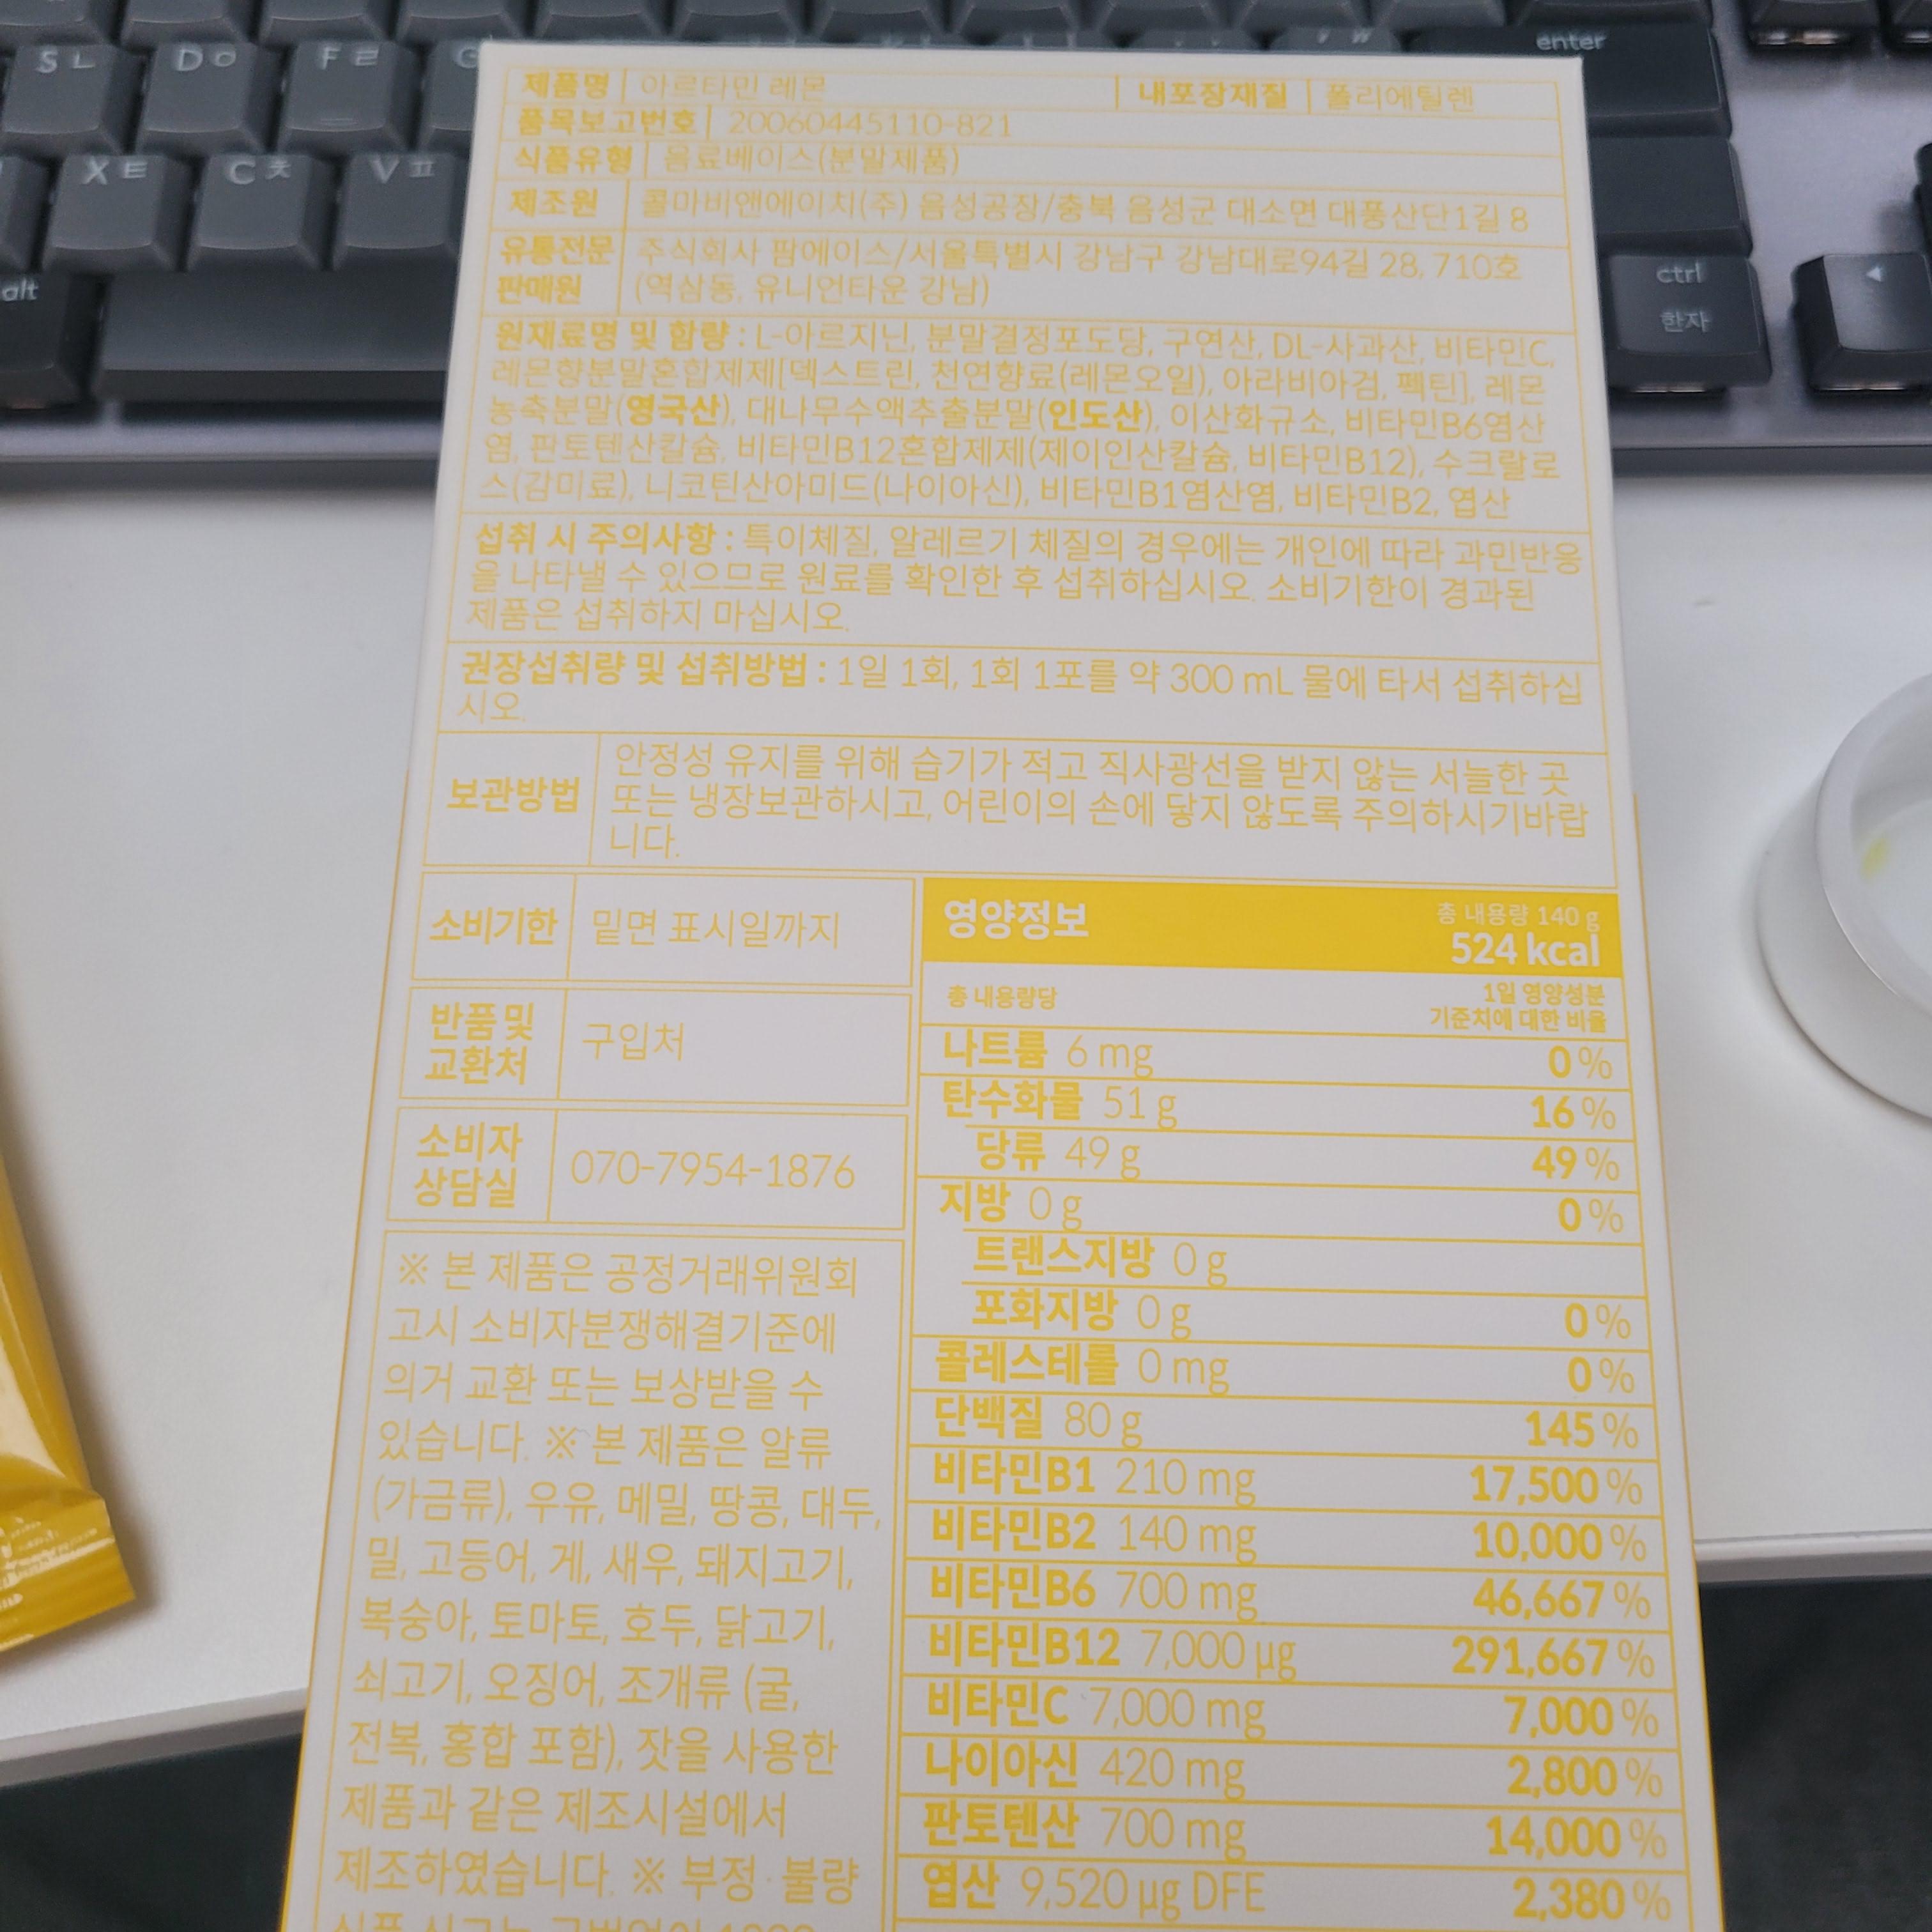 S ㄴ
D ㅇ
F ㄹ
G
enter
X ㅌ
C ㅊ
V ㅍ
alt
ctrl
한자
제품명 아르타민 레몬 내포장재질 폴리에틸렌
품목보고번호 20060445110-821
식품유형 음료베이스(분말제품)
제조원 콜마비앤에이치(주) 음성공장/충북 음성군 대소면 대풍산단1길 8
유통전문 주식회사 팜에이스/서울특별시 강남구 강남대로94길 28, 710호
판매원 (역삼동, 유니언타운 강남)
원재료명 및 함량 : L-아르지닌, 분말결정포도당, 구연산, DL-사과산, 비타민C,
레몬향분말혼합제제[덱스트린, 천연향료(레몬오일), 아라비아검, 펙틴], 레몬
농축분말(영국산), 대나무수액추출분말(인도산), 이산화규소, 비타민B6염산
염, 판토텐산칼슘, 비타민B12혼합제제(제이인산칼슘, 비타민B12), 수크랄로
스(감미료), 니코틴산아미드(나이아신), 비타민B1염산염, 비타민B2, 엽산
섭취 시 주의사항 : 특이체질, 알레르기 체질의 경우에는 개인에 따라 과민반응
을 나타낼 수 있으므로 원료를 확인한 후 섭취하십시오. 소비기한이 경과된
제품은 섭취하지 마십시오.
권장섭취량 및 섭취방법 : 1일 1회, 1회 1포를 약 300 mL 물에 타서 섭취하십
시오.
보관방법 안정성 유지를 위해 습기가 적고 직사광선을 받지 않는 서늘한 곳
또는 냉장보관하시고, 어린이의 손에 닿지 않도록 주의하시기바랍
니다.
소비기한 밑면 표시일까지
반품 및
교환처 구입처
소비자
상담실 070-7954-1876
※ 본 제품은 공정거래위원회
고시 소비자분쟁해결기준에
의거 교환 또는 보상받을 수
있습니다. ※ 본 제품은 알류
(가금류), 우유, 메밀, 땅콩, 대두,
밀, 고등어, 게, 새우, 돼지고기,
복숭아, 토마토, 호두, 닭고기,
쇠고기, 오징어, 조개류 (굴,
전복, 홍합 포함), 잣을 사용한
제품과 같은 제조시설에서
제조하였습니다. ※ 부정·불량
영양정보 총 내용량 140 g
524 kcal
총 내용량당 1일 영양성분
기준치에 대한 비율
나트륨 6 mg 0 %
탄수화물 51 g 16 %
당류 49 g 49 %
지방 0 g 0 %
트랜스지방 0 g
포화지방 0 g 0 %
콜레스테롤 0 mg 0 %
단백질 80 g 145 %
비타민B1 210 mg 17,500 %
비타민B2 140 mg 10,000 %
비타민B6 700 mg 46,667 %
비타민B12 7,000 μg 291,667 %
비타민C 7,000 mg 7,000 %
나이아신 420 mg 2,800 %
판토텐산 700 mg 14,000 %
엽산 9,520 μg DFE 2,380 %